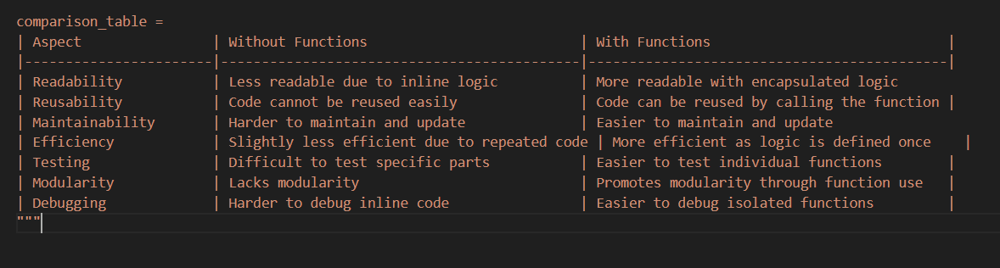 comparison_table =
| Aspect                | Without Functions                          | With Functions                             |
|-----------------------|--------------------------------------------|--------------------------------------------|
| Readability           | Less readable due to inline logic          | More readable with encapsulated logic
| Reusability           | Code cannot be reused easily               | Code can be reused by calling the function |
| Maintainability       | Harder to maintain and update              | Easier to maintain and update
| Efficiency            | Slightly less efficient due to repeated code | More efficient as logic is defined once    |
| Testing               | Difficult to test specific parts           | Easier to test individual functions        |
| Modularity            | Lacks modularity                           | Promotes modularity through function use   |
| Debugging             | Harder to debug inline code                | Easier to debug isolated functions         |
"""